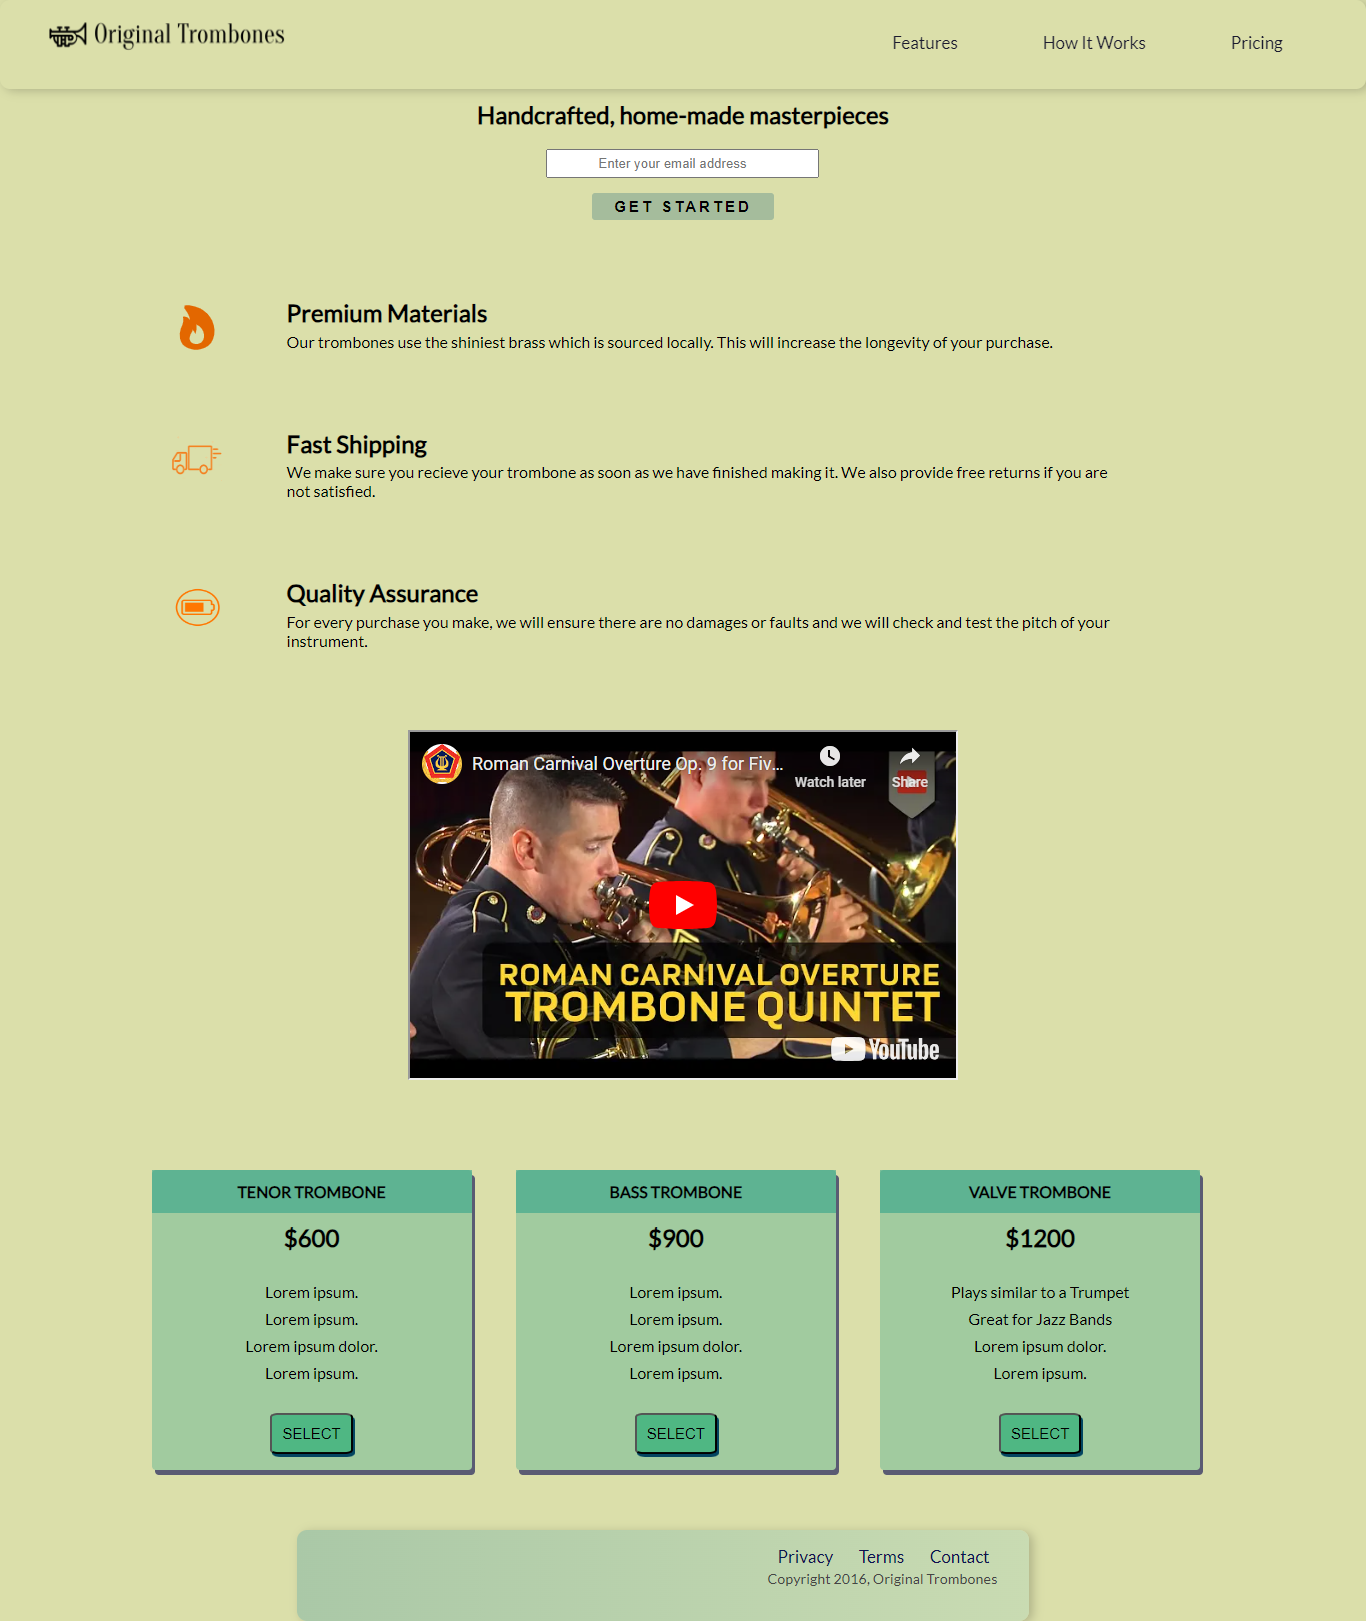 Original Trombones
Features
How It Works
Pricing
Handcrafted, home-made masterpieces
Enter your email address
GET STARTED
Premium Materials
Our trombones use the shiniest brass which is sourced locally. This will increase the longevity of your purchase.
Fast Shipping
We make sure you recieve your trombone as soon as we have finished making it. We also provide free returns if you are
not satisfied.
Quality Assurance
For every purchase you make, we will ensure there are no damages or faults and we will check and test the pitch of your
instrument.
Roman Carnival Overture Op. 9 for Fiv...
Watch later
Share
ROMAN CARNIVAL OVERTURE
TROMBONE QUINTET
YouTube
TENOR TROMBONE
$600
Lorem ipsum.
Lorem ipsum.
Lorem ipsum dolor.
Lorem ipsum.
SELECT
BASS TROMBONE
$900
Lorem ipsum.
Lorem ipsum.
Lorem ipsum dolor.
Lorem ipsum.
SELECT
VALVE TROMBONE
$1200
Plays similar to a Trumpet
Great for Jazz Bands
Lorem ipsum dolor.
Lorem ipsum.
SELECT
Privacy
Terms
Contact
Copyright 2016, Original Trombones